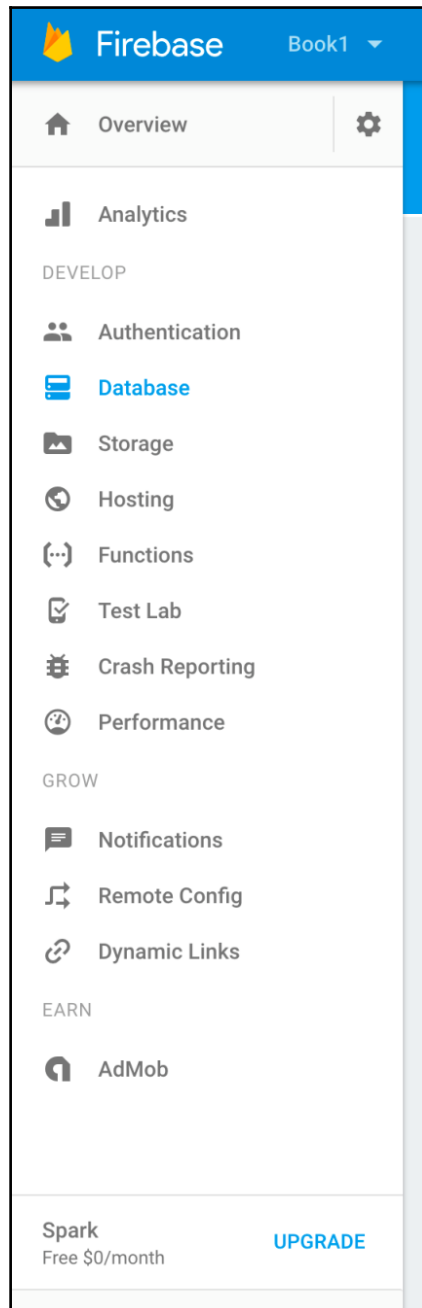 Firebase Book1
Overview
Analytics
DEVELOP
Authentication
Database
Storage
Hosting
Functions
Test Lab
Crash Reporting
Performance
GROW
Notifications
Remote Config
Dynamic Links
EARN
AdMob
Spark
Free $0/month
UPGRADE